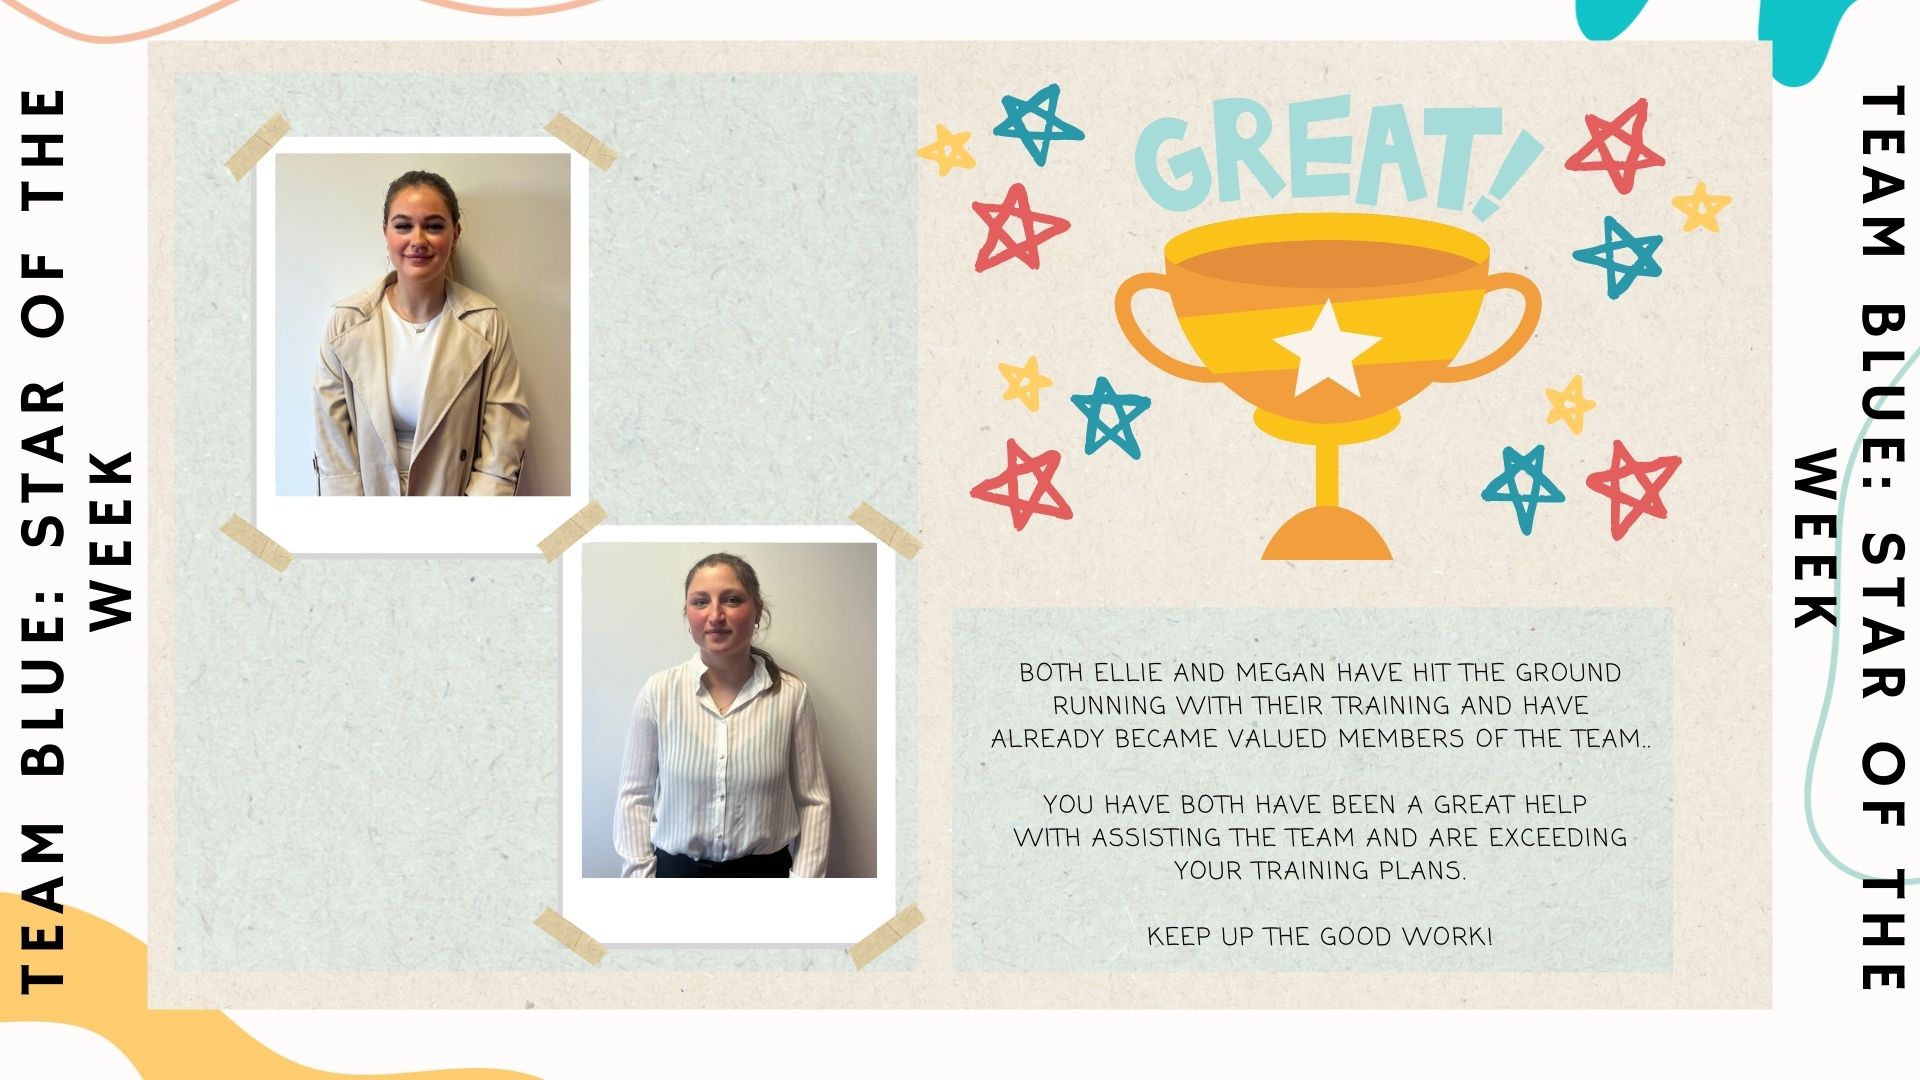 TEAM BLUE: STAR OF THE
WEEK
GREAT!
BOTH ELLIE AND MEGAN HAVE HIT THE GROUND
RUNNING WITH THEIR TRAINING AND HAVE
ALREADY BECAME VALUED MEMBERS OF THE TEAM..
YOU HAVE BOTH HAVE BEEN A GREAT HELP
WITH ASSISTING THE TEAM AND ARE EXCEEDING
YOUR TRAINING PLANS.
KEEP UP THE GOOD WORK!
TEAM BLUE: STAR OF THE
WEEK